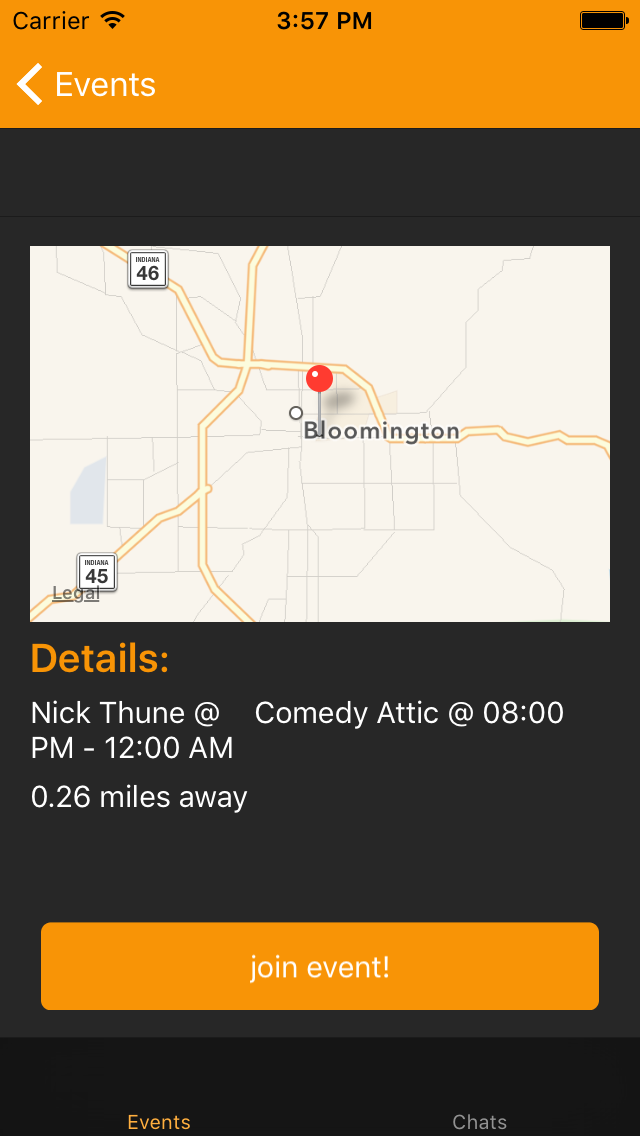 Carrier 3:57 PM
Events
INDIANA
46
Bloomington
INDIANA
45
Legal
Details:
Nick Thune @ Comedy Attic @ 08:00
PM - 12:00 AM
0.26 miles away
join event!
Events Chats